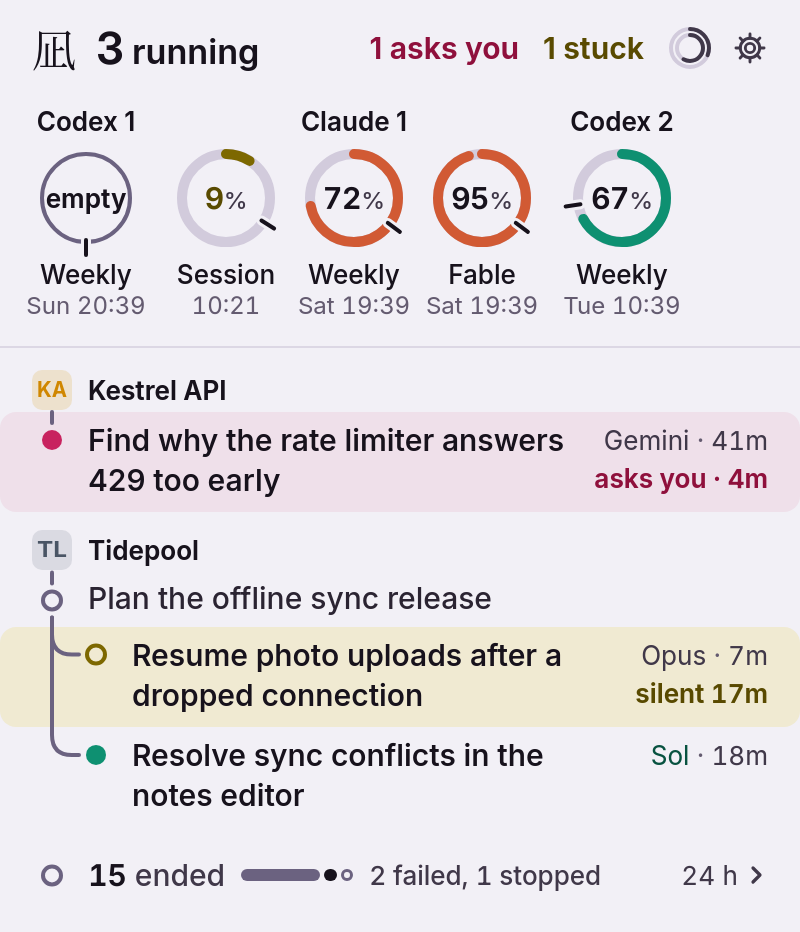 凪 3 running 1 asks you 1 stuck
Codex 1 Claude 1 Codex 2
empty 9% 72% 95% 67%
Weekly Session Weekly Fable Weekly
Sun 20:39 10:21 Sat 19:39 Sat 19:39 Tue 10:39
KA Kestrel API
Find why the rate limiter answers Gemini · 41m
429 too early asks you · 4m
TL Tidepool
Plan the offline sync release
Resume photo uploads after a Opus · 7m
dropped connection silent 17m
Resolve sync conflicts in the Sol · 18m
notes editor
15 ended 2 failed, 1 stopped 24 h